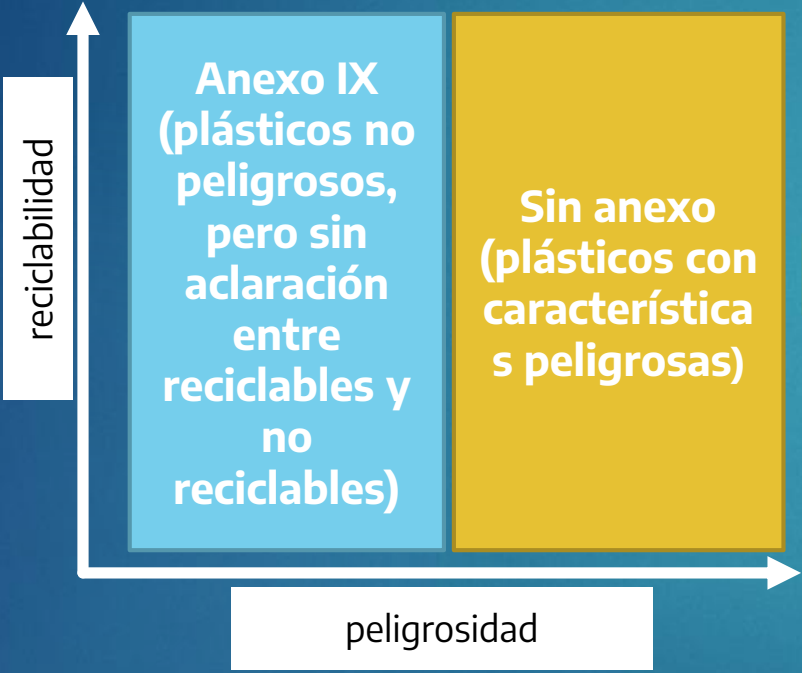 reciclabilidad
Anexo IX
(plásticos no
peligrosos,
pero sin
aclaración
entre
reciclables y
no
reciclables)
Sin anexo
(plásticos con
característica
s peligrosas)
peligrosidad